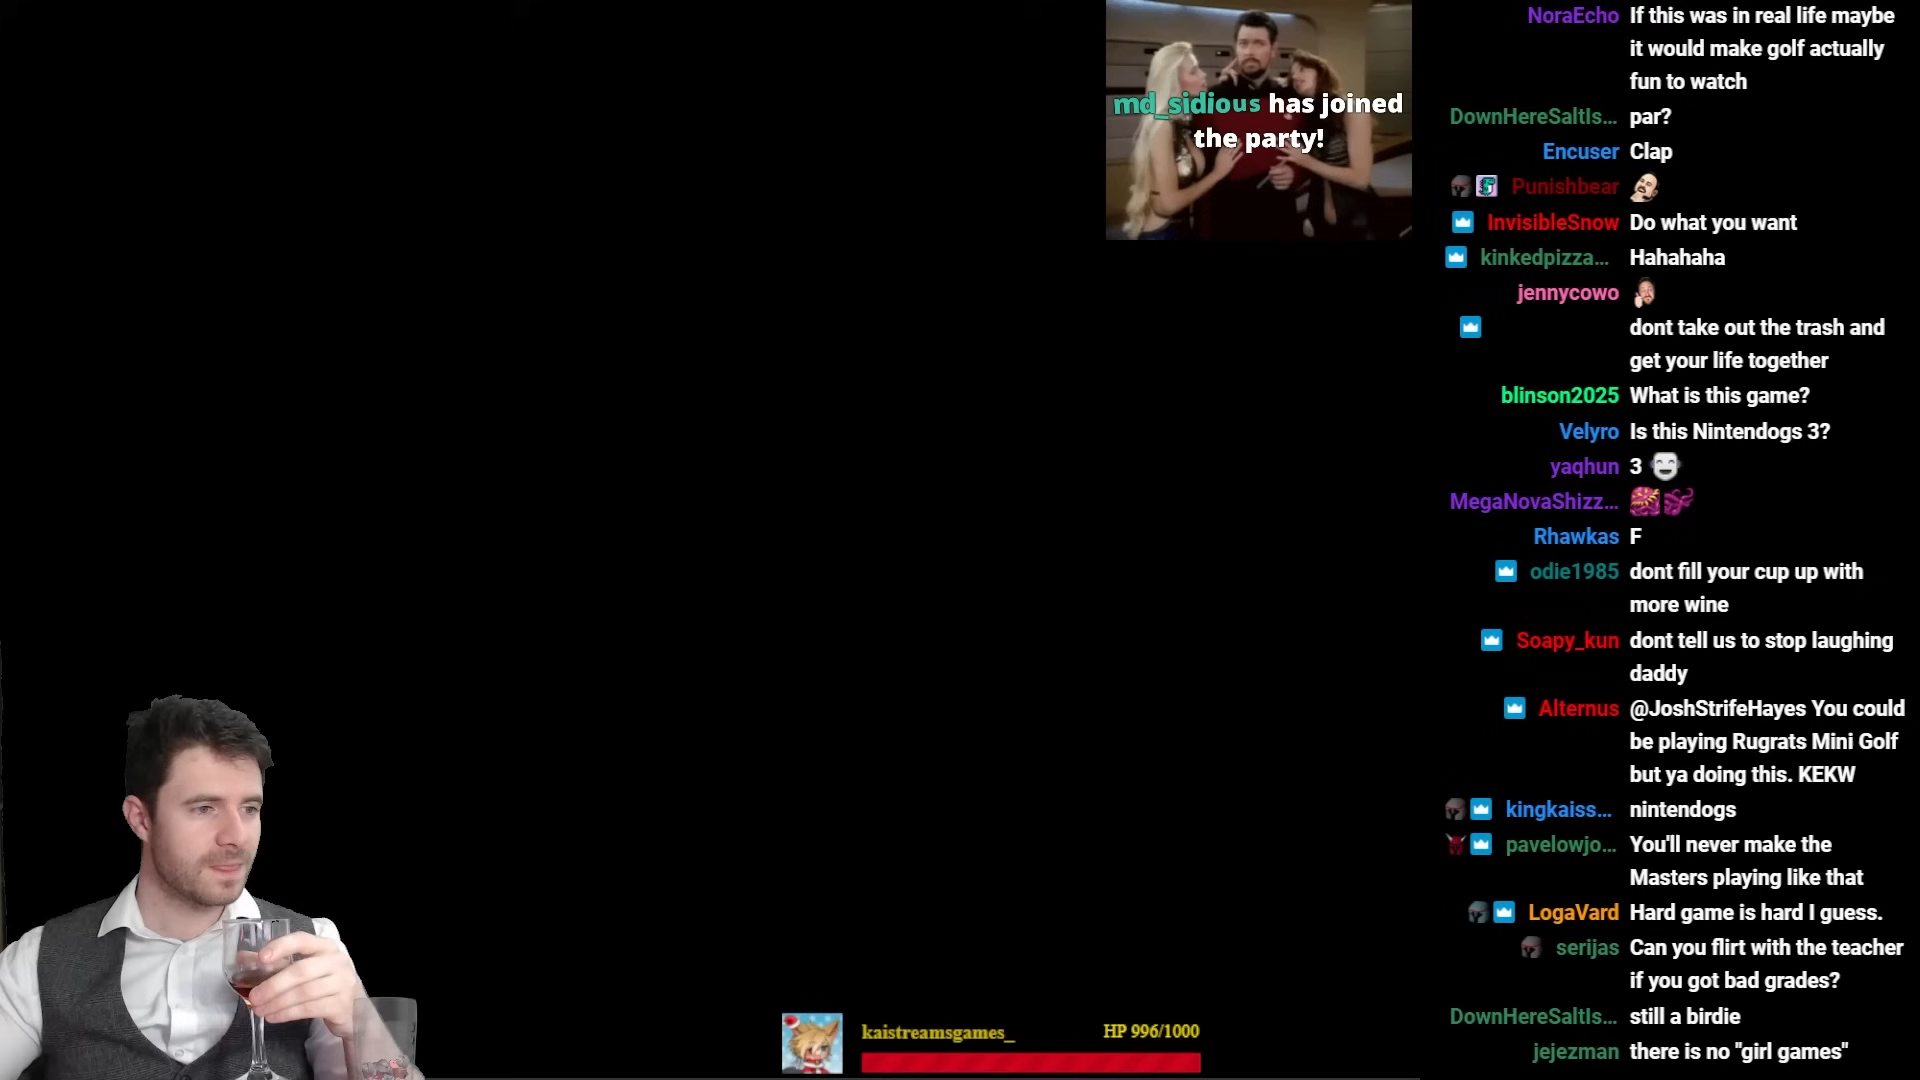 md_sidious has joined
the party!
NoraEcho If this was in real life maybe
it would make golf actually
fun to watch
DownHereSaltIs... par?
Encuser Clap
Punishbear
InvisibleSnow Do what you want
kinkedpizza... Hahahaha
jennycowo
dont take out the trash and
get your life together
blinson2025 What is this game?
Velyro Is this Nintendogs 3?
yaqhun 3
MegaNovaShizz...
Rhawkas F
odie1985 dont fill your cup up with
more wine
Soapy_kun dont tell us to stop laughing
daddy
Alternus @JoshStrifeHayes You could
be playing Rugrats Mini Golf
but ya doing this. KEKW
kingkaiss... nintendogs
pavelowjo... You'll never make the
Masters playing like that
LogaVard Hard game is hard I guess.
serijas Can you flirt with the teacher
if you got bad grades?
DownHereSaltIs... still a birdie
jejezman there is no "girl games"
kaistreamsgames_ HP 996/1000